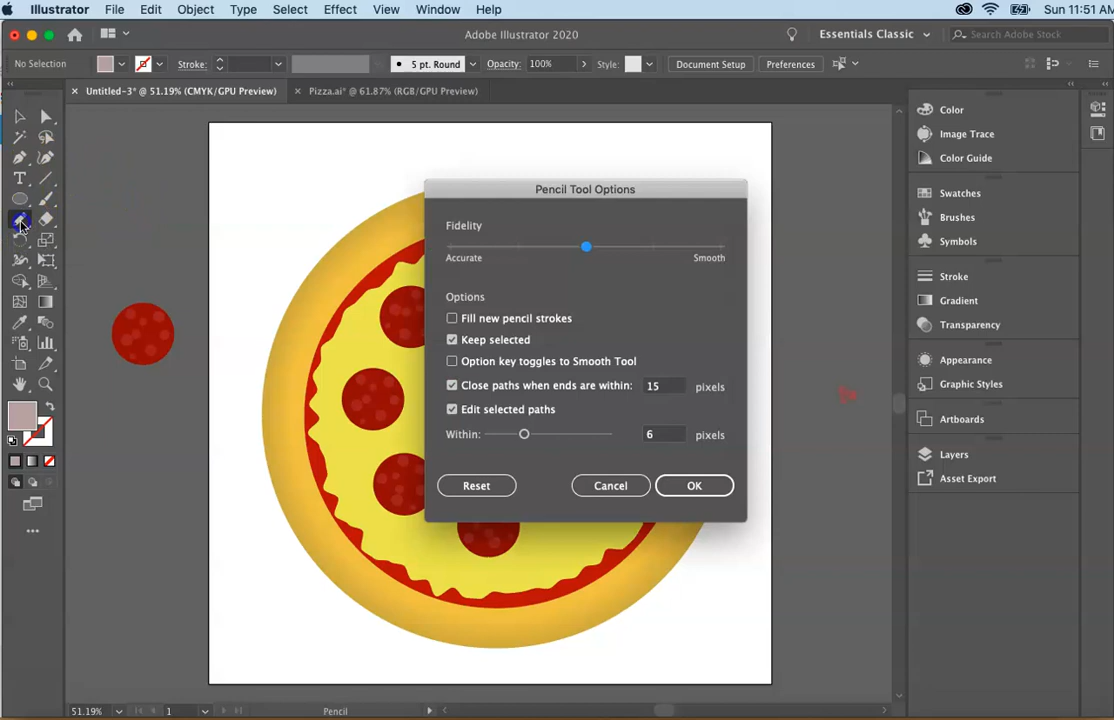 Illustrator File Edit Object Type Select Effect View Window Help Sun 11:51 AM
Adobe Illustrator 2020 Essentials Classic Search Adobe Stock
No Selection Stroke: 5 pt. Round Opacity: 100% Style: Document Setup Preferences
× Untitled-3* @ 51.19% (CMYK/GPU Preview) × Pizza.ai* @ 61.87% (RGB/GPU Preview)
Pencil Tool Options
Fidelity
Accurate Smooth
Options
Fill new pencil strokes
Keep selected
Option key toggles to Smooth Tool
Close paths when ends are within: 15 pixels
Edit selected paths
Within: 6 pixels
Reset Cancel OK
Color
Image Trace
Color Guide
Swatches
Brushes
Symbols
Stroke
Gradient
Transparency
Appearance
Graphic Styles
Artboards
Layers
Asset Export
51.19% 1 Pencil